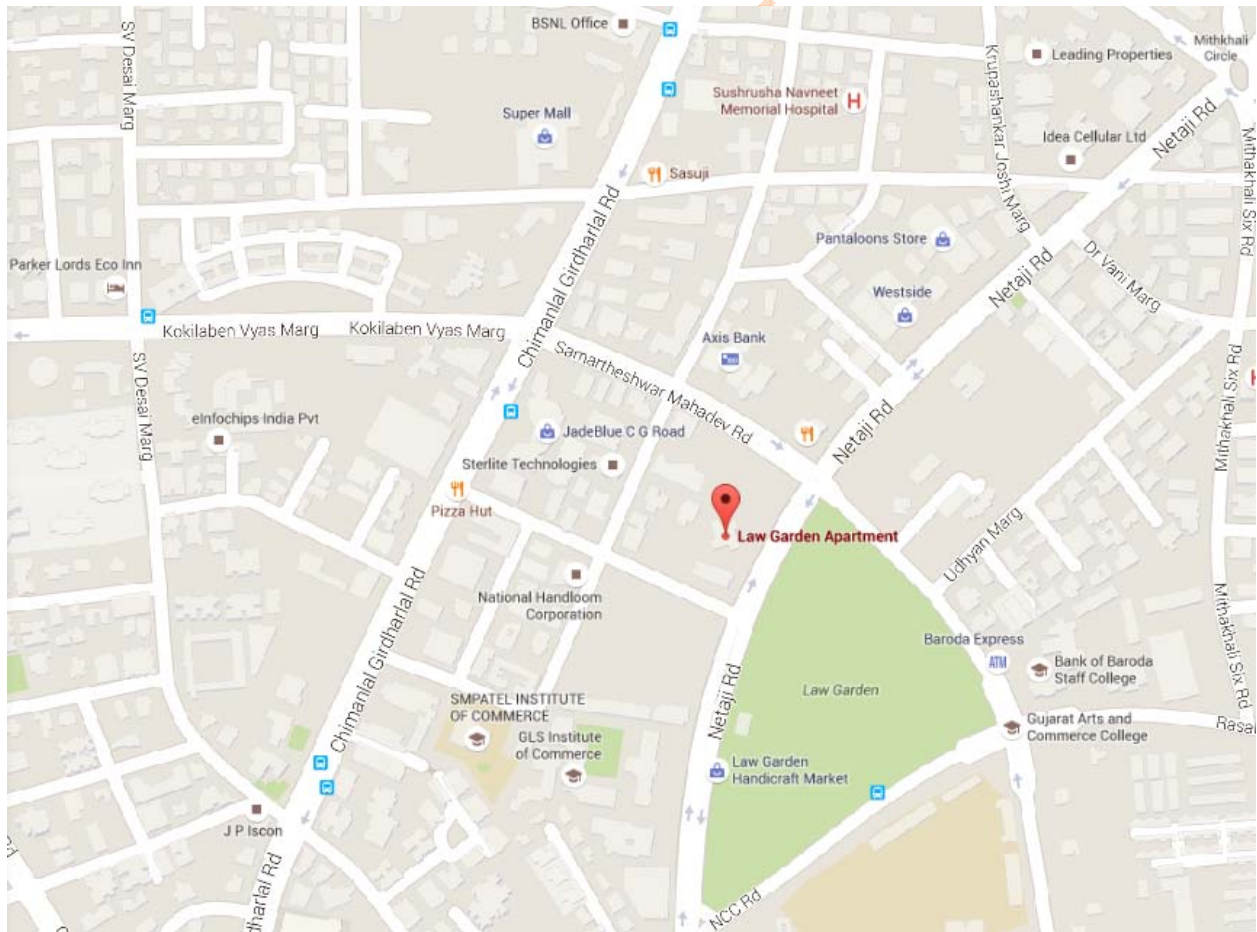 BSNL Office
SV Desai Marg
Krupashankar Joshi Marg
Leading Properties
Mithkhali
Circle
Sushrusha Navneet
Memorial Hospital
H
Super Mall
Idea Cellular Ltd
Netaji Rd
Mithakhali Six Rd
Sasuji
Chimanlal Girdharlal Rd
Pantaloons Store
Parker Lords Eco Inn
Netaji Rd
Dr Vani Marg
Westside
Kokilaben Vyas Marg
Kokilaben Vyas Marg
Axis Bank
Samartheshwar Mahadev Rd
SV Desai Marg
H
Mithakhali Six Rd
eInfochips India Pvt
JadeBlue C G Road
Netaji Rd
Sterlite Technologies
Pizza Hut
Law Garden Apartment
Udhyan Marg
National Handloom
Corporation
Chimanlal Girdharlal Rd
Mithakhali Six Rd
Baroda Express
ATM
Bank of Baroda
Staff College
Netaji Rd
Law Garden
SMPATEL INSTITUTE
OF COMMERCE
GLS Institute
of Commerce
Gujarat Arts and
Commerce College
Rasal
Law Garden
Handicraft Market
J P Iscon
dharlal Rd
NCC Rd